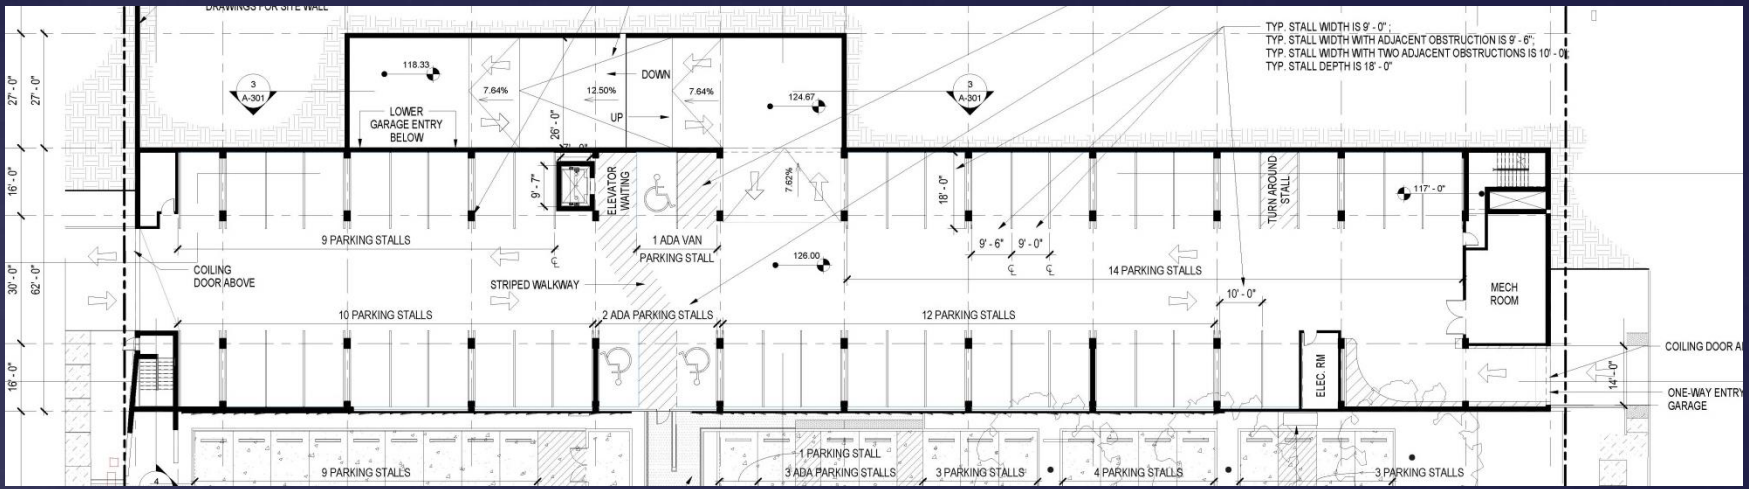 DRAWINGS FOR SITE WALL
TYP. STALL WIDTH IS 9' - 0" ;
TYP. STALL WIDTH WITH ADJACENT OBSTRUCTION IS 9' - 6";
TYP. STALL WIDTH WITH TWO ADJACENT OBSTRUCTIONS IS 10' - 0
TYP. STALL DEPTH IS 18' - 0"
27' - 0"
27' - 0"
118.33
3
A-301
7.64%
12.50%
7.64%
DOWN
UP
124.67
3
A-301
LOWER
GARAGE ENTRY
BELOW
26' - 0"
16' - 0"
9' - 7"
ELEVATOR
WAITING
7.62%
18' - 0"
TURN AROUND
STALL
117' - 0"
9 PARKING STALLS
1 ADA VAN
PARKING STALL
9' - 6"
9' - 0"
30' - 0"
62' - 0"
COILING
DOOR ABOVE
STRIPED WALKWAY
126.00
14 PARKING STALLS
MECH
ROOM
10' - 0"
10 PARKING STALLS
2 ADA PARKING STALLS
12 PARKING STALLS
COILING DOOR
16' - 0"
ELEC. RM
14' - 0"
ONE-WAY ENTRY
GARAGE
1 PARKING STALL
9 PARKING STALLS
3 ADA PARKING STALLS
3 PARKING STALLS
4 PARKING STALLS
3 PARKING STALLS
4